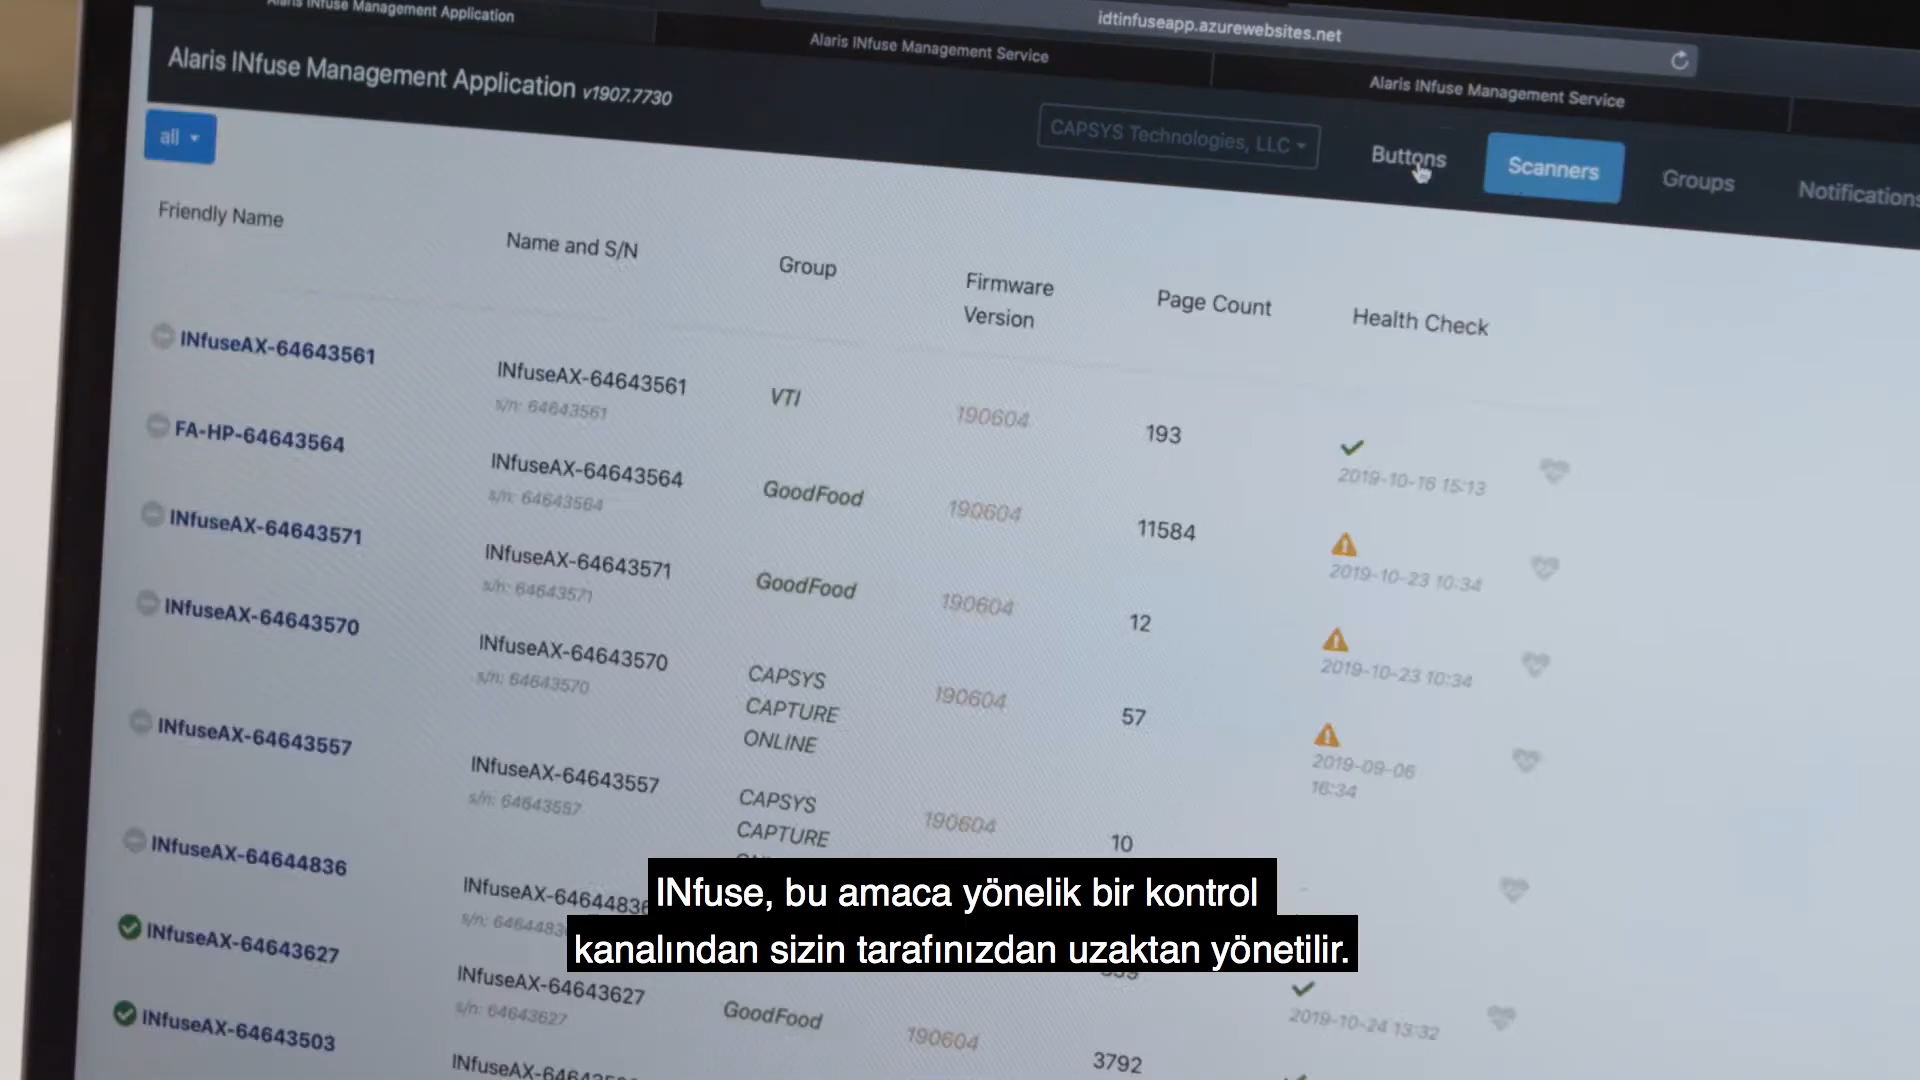 Alaris INfuse Management Application
idtinfuseapp.azurewebsites.net
Alaris INfuse Management Service
Alaris INfuse Management Service
Alaris INfuse Management Application v1907.7730
CAPSYS Technologies, LLC
Buttons
Scanners
Groups
Notifications
all
Friendly Name
Name and S/N
Group
Firmware
Version
Page Count
Health Check
INfuseAX-64643561
INfuseAX-64643561
s/n: 64643561
VTI
190604
193
2019-10-16 15:13
FA-HP-64643564
INfuseAX-64643564
s/n: 64643564
GoodFood
190604
11584
2019-10-23 10:34
INfuseAX-64643571
INfuseAX-64643571
s/n: 64643571
GoodFood
190604
12
2019-10-23 10:34
INfuseAX-64643570
INfuseAX-64643570
s/n: 64643570
CAPSYS
CAPTURE
ONLINE
190604
57
2019-09-06
16:34
INfuseAX-64643557
INfuseAX-64643557
s/n: 64643557
CAPSYS
CAPTURE
190604
10
INfuseAX-64644836
INfuseAX-64644836
s/n: 64644836
INfuse, bu amaca yönelik bir kontrol
kanalından sizin tarafınızdan uzaktan yönetilir.
INfuseAX-64643627
INfuseAX-64643627
s/n: 64643627
GoodFood
190604
3792
2019-10-24 13:32
INfuseAX-64643503